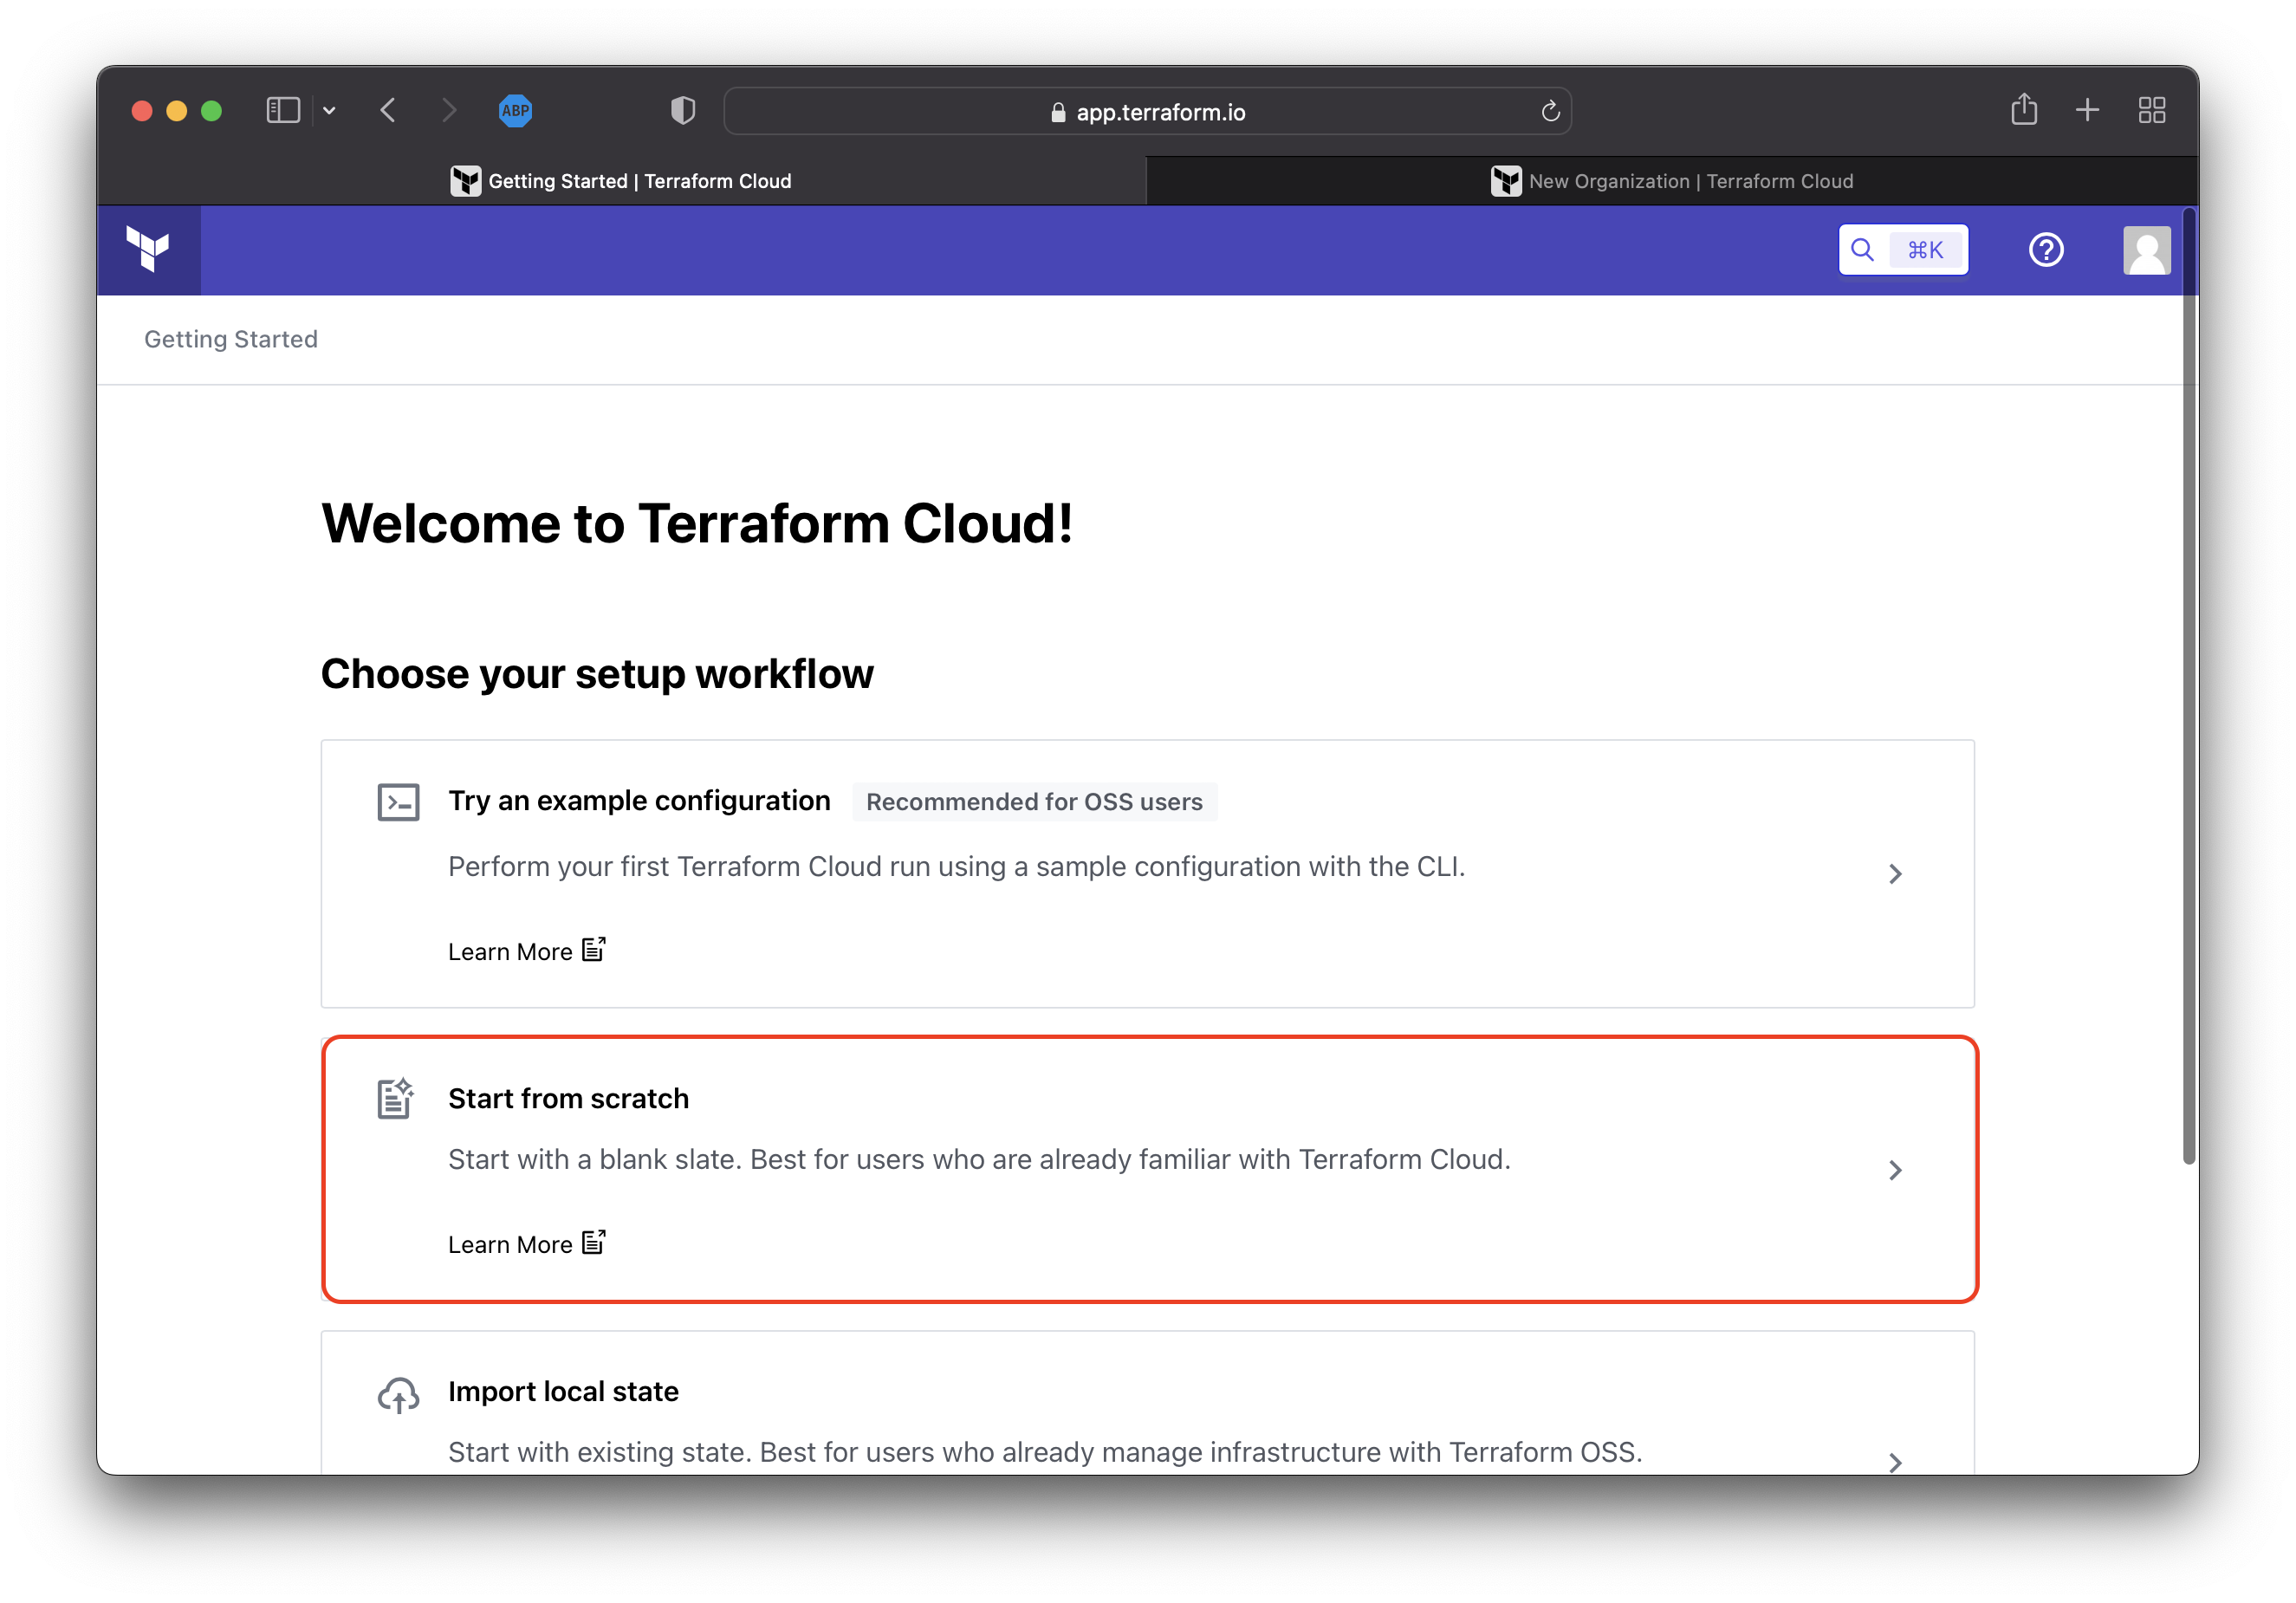 ABP
app.terraform.io
Getting Started | Terraform Cloud
New Organization | Terraform Cloud
⌘K
Getting Started
Welcome to Terraform Cloud!
Choose your setup workflow
Try an example configuration Recommended for OSS users
Perform your first Terraform Cloud run using a sample configuration with the CLI.
Learn More
Start from scratch
Start with a blank slate. Best for users who are already familiar with Terraform Cloud.
Learn More
Import local state
Start with existing state. Best for users who already manage infrastructure with Terraform OSS.